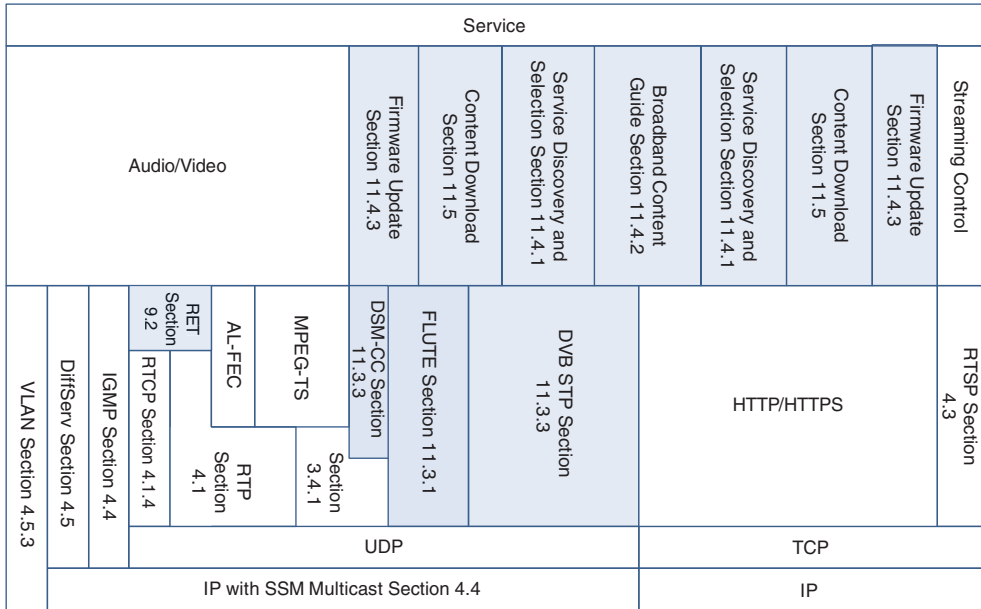 Service
Audio/Video
Firmware Update
Section 11.4.3
Content Download
Section 11.5
Service Discovery and
Selection Section 11.4.1
Broadband Content
Guide Section 11.4.2
Service Discovery and
Selection Section 11.4.1
Content Download
Section 11.5
Firmware Update
Section 11.4.3
Streaming Control
VLAN Section 4.5.3
DiffServ Section 4.5
IGMP Section 4.4
RET
Section
9.2
RTCP Section 4.1.4
AL-FEC
MPEG-TS
RTP
Section
4.1
Section
3.4.1
DSM-CC Section
11.3.3
FLUTE Section 11.3.1
DVB STP Section
11.3.3
HTTP/HTTPS
RTSP Section
4.3
UDP
TCP
IP with SSM Multicast Section 4.4
IP